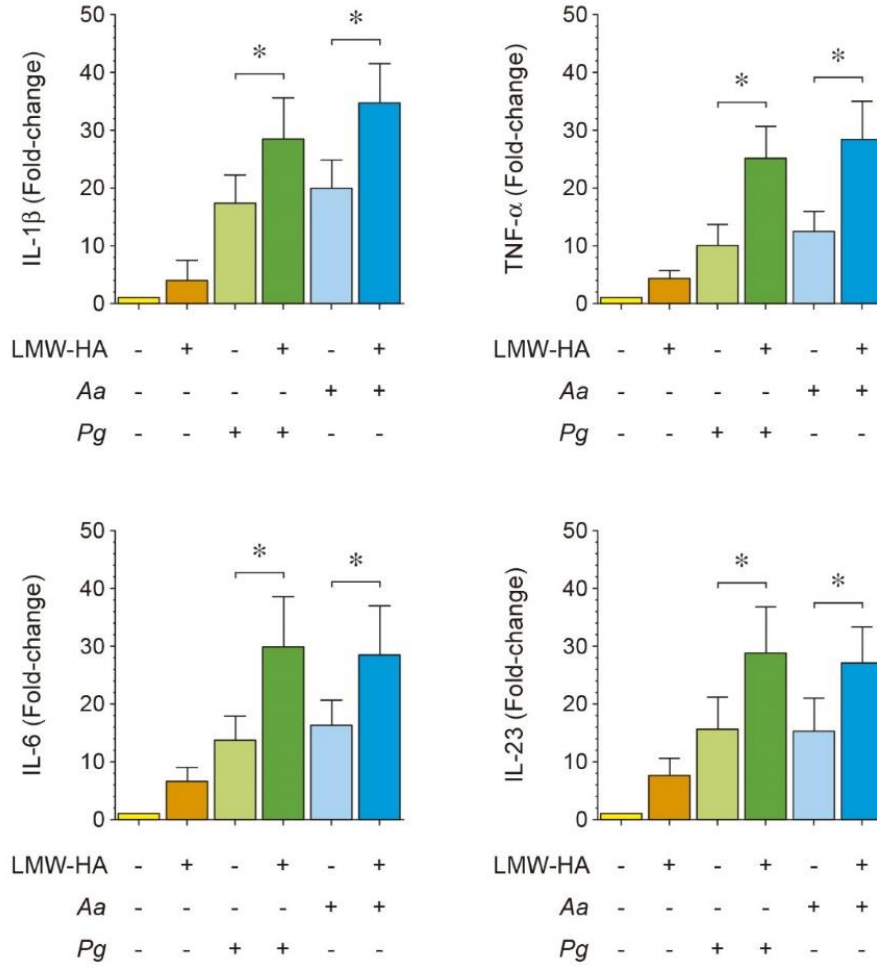 IL-1β (Fold-change)
50
40
30
20
10
0
*
*
LMW-HA - + - + - +
Aa - - - - + +
Pg - - + + - -
TNF-α (Fold-change)
50
40
30
20
10
0
*
*
LMW-HA - + - + - +
Aa - - - - + +
Pg - - + + - -
IL-6 (Fold-change)
50
40
30
20
10
0
*
*
LMW-HA - + - + - +
Aa - - - - + +
Pg - - + + - -
IL-23 (Fold-change)
50
40
30
20
10
0
*
*
LMW-HA - + - + - +
Aa - - - - + +
Pg - - + + - -